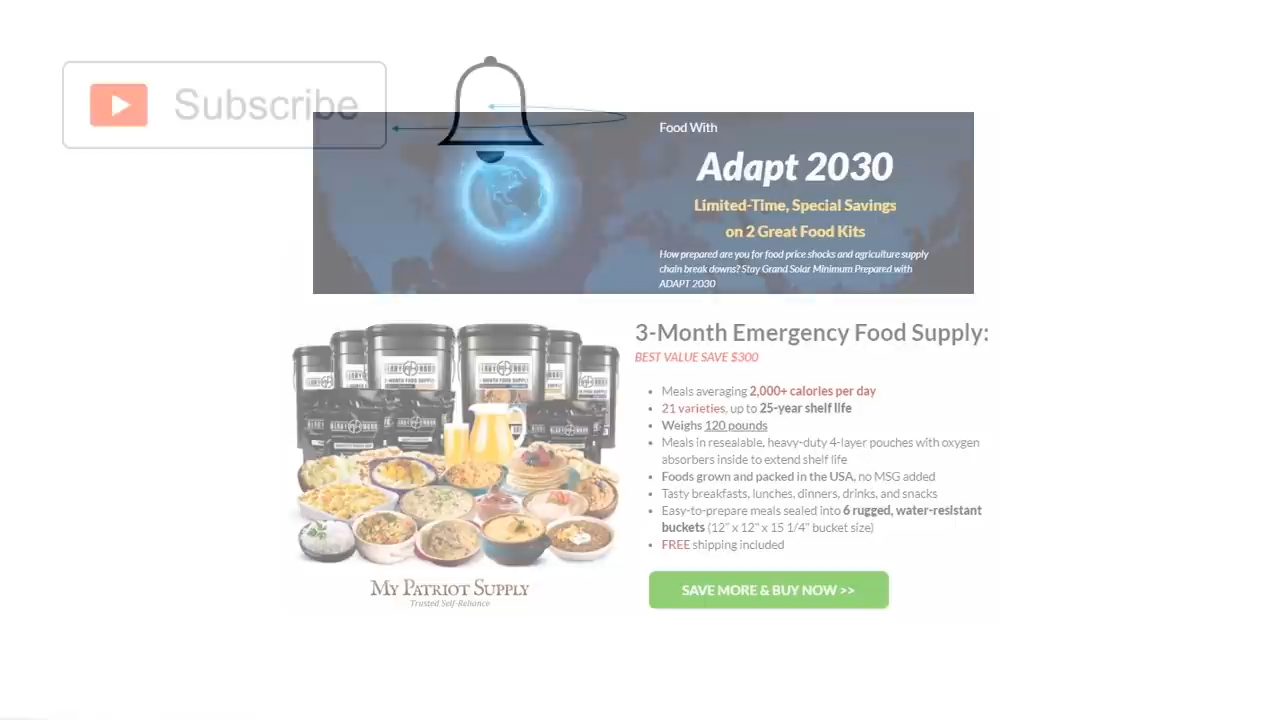 Subscribe
Food With
Adapt 2030
Limited-Time, Special Savings
on 2 Great Food Kits
How prepared are you for food price shocks and agriculture supply
chain break downs? Stay Grand Solar Minimum Prepared with
ADAPT 2030
3-Month Emergency Food Supply:
BEST VALUE SAVE $300
Meals averaging 2,000+ calories per day
21 varieties, up to 25-year shelf life
Weighs 120 pounds
Meals in resealable, heavy-duty 4-layer pouches with oxygen
absorbers inside to extend shelf life
Foods grown and packed in the USA, no MSG added
Tasty breakfasts, lunches, dinners, drinks, and snacks
Easy-to-prepare meals sealed into 6 rugged, water-resistant
buckets (12" x 12" x 15 1/4" bucket size)
FREE shipping included
MY PATRIOT SUPPLY
Trusted Self-Reliance
SAVE MORE & BUY NOW >>